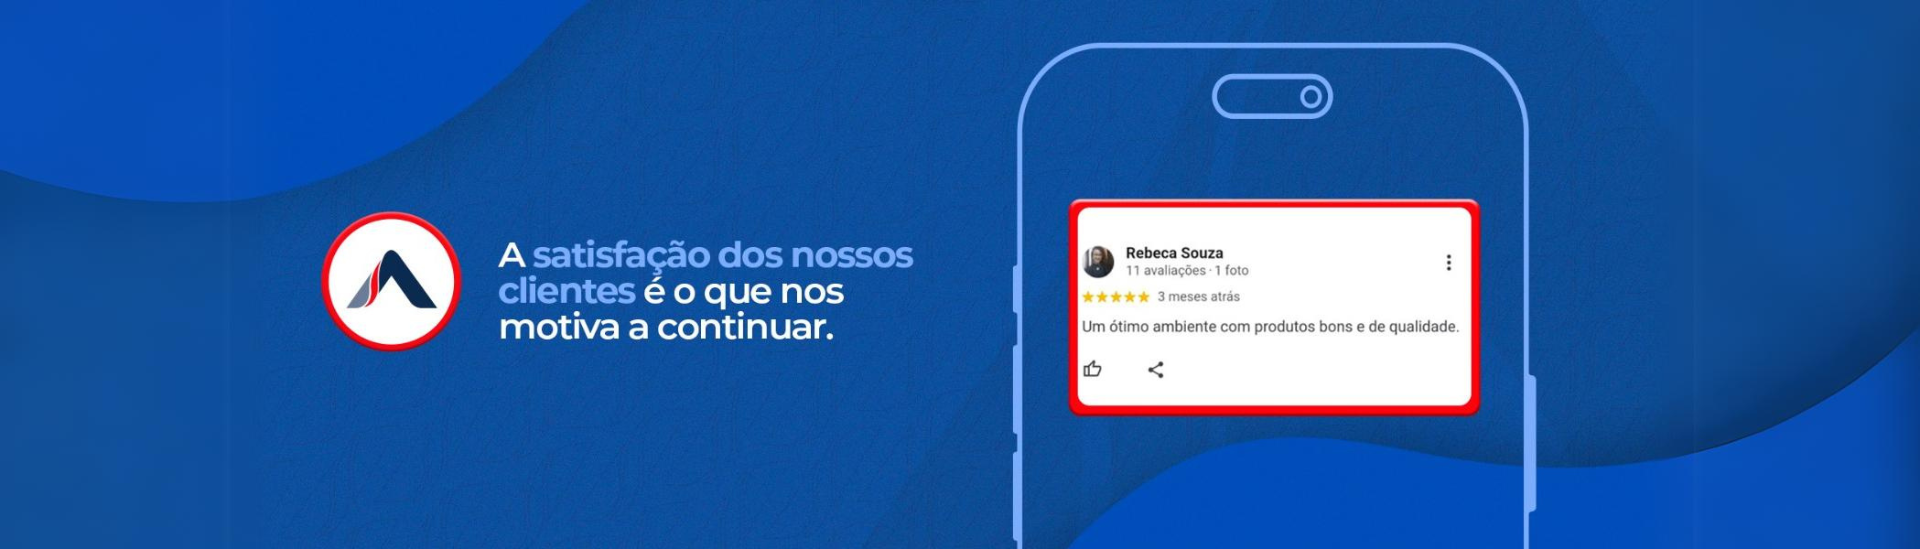 A satisfação dos nossos
clientes é o que nos
motiva a continuar.
Rebeca Souza
11 avaliações · 1 foto
3 meses atrás
Um ótimo ambiente com produtos bons e de qualidade.